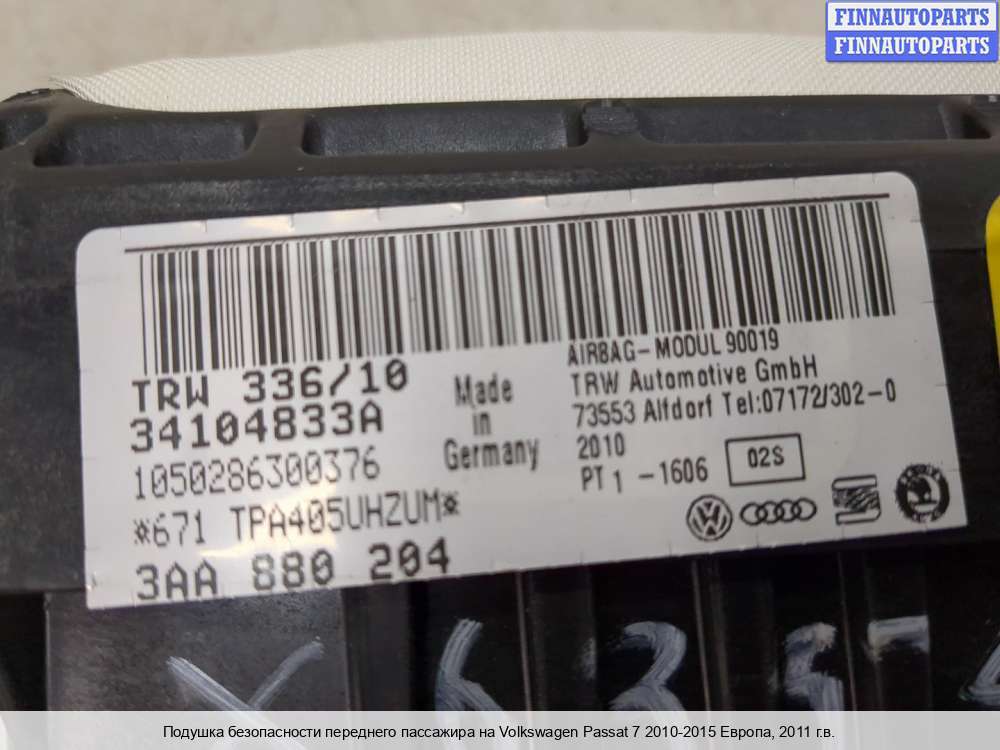 FINNAUTOPARTS
FINNAUTOPARTS
TRW 336/10
34104833A
1050286300376
*671 TPA405UHZUM*
3AA 880 204
Made
in
Germany
AIRBAG-MODUL 90019
TRW Automotive GmbH
73553 Alfdorf Tel:07172/302-0
2010
PT 1 -1606
02S
Подушка безопасности переднего пассажира на Volkswagen Passat 7 2010-2015 Европа, 2011 г.в.